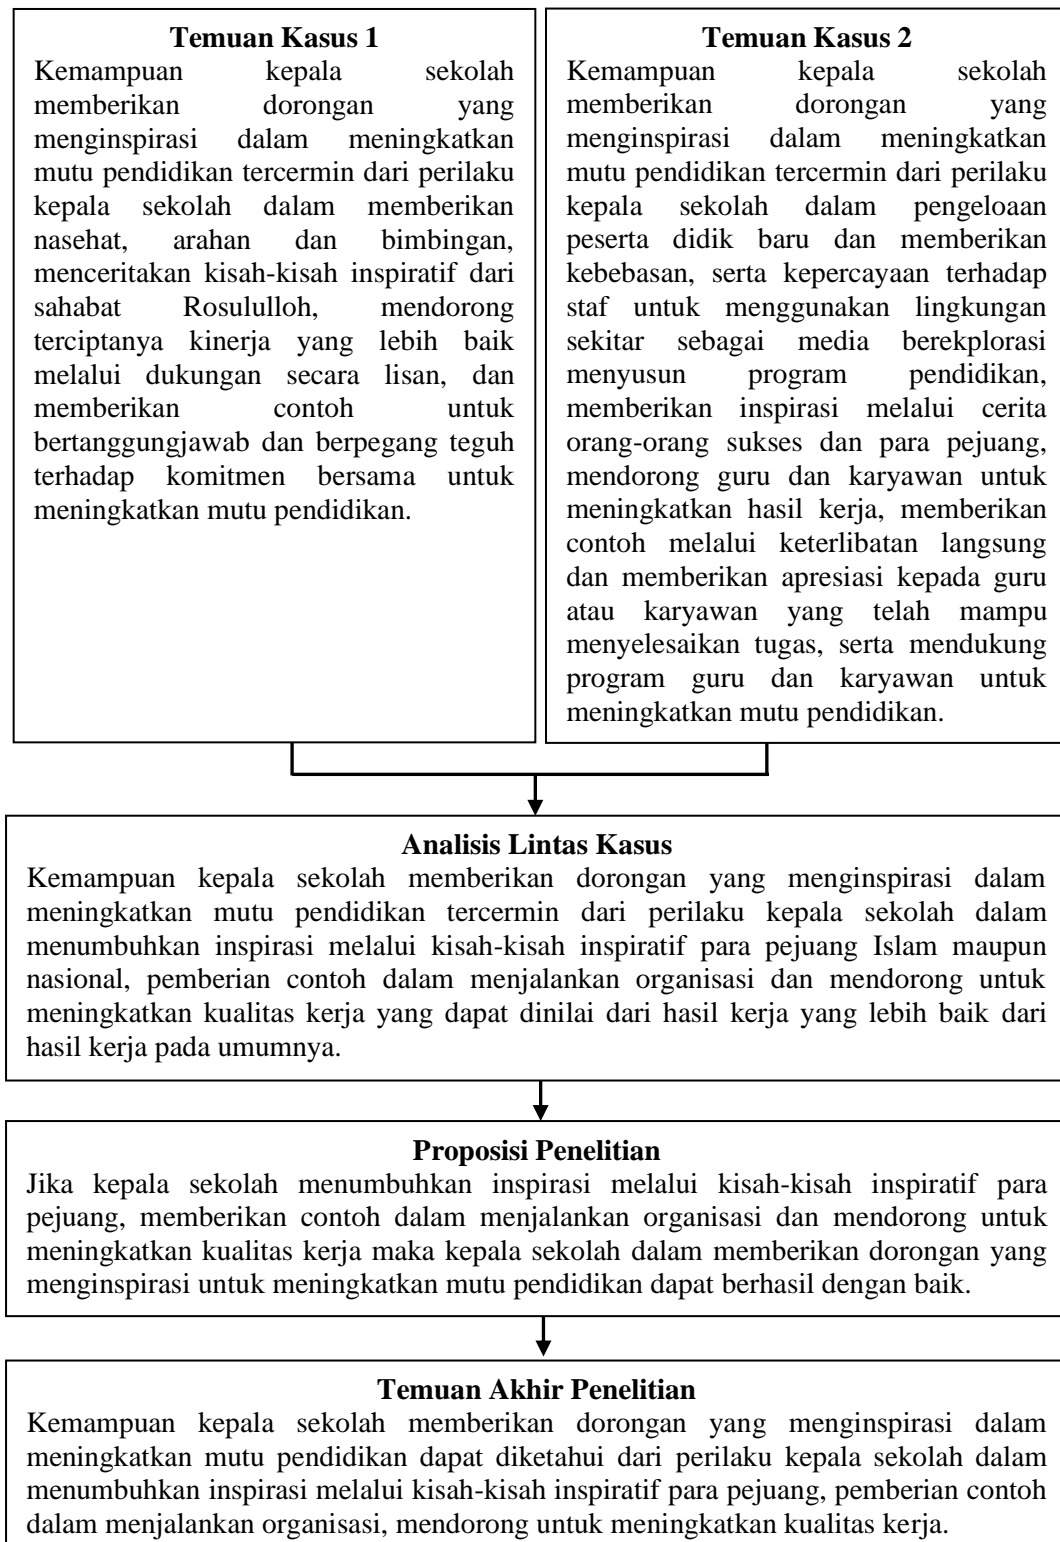 Temuan Kasus 1
Kemampuan kepala sekolah
memberikan dorongan yang
menginspirasi dalam meningkatkan
mutu pendidikan tercermin dari perilaku
kepala sekolah dalam memberikan
nasehat, arahan dan bimbingan,
menceritakan kisah-kisah inspiratif dari
sahabat Rosululloh, mendorong
terciptanya kinerja yang lebih baik
melalui dukungan secara lisan, dan
memberikan contoh untuk
bertanggungjawab dan berpegang teguh
terhadap komitmen bersama untuk
meningkatkan mutu pendidikan.
Temuan Kasus 2
Kemampuan kepala sekolah
memberikan dorongan yang
menginspirasi dalam meningkatkan
mutu pendidikan tercermin dari perilaku
kepala sekolah dalam pengeloaan
peserta didik baru dan memberikan
kebebasan, serta kepercayaan terhadap
staf untuk menggunakan lingkungan
sekitar sebagai media berekplorasi
menyusun program pendidikan,
memberikan inspirasi melalui cerita
orang-orang sukses dan para pejuang,
mendorong guru dan karyawan untuk
meningkatkan hasil kerja, memberikan
contoh melalui keterlibatan langsung
dan memberikan apresiasi kepada guru
atau karyawan yang telah mampu
menyelesaikan tugas, serta mendukung
program guru dan karyawan untuk
meningkatkan mutu pendidikan.
Analisis Lintas Kasus
Kemampuan kepala sekolah memberikan dorongan yang menginspirasi dalam
meningkatkan mutu pendidikan tercermin dari perilaku kepala sekolah dalam
menumbuhkan inspirasi melalui kisah-kisah inspiratif para pejuang Islam maupun
nasional, pemberian contoh dalam menjalankan organisasi dan mendorong untuk
meningkatkan kualitas kerja yang dapat dinilai dari hasil kerja yang lebih baik dari
hasil kerja pada umumnya.
Proposisi Penelitian
Jika kepala sekolah menumbuhkan inspirasi melalui kisah-kisah inspiratif para
pejuang, memberikan contoh dalam menjalankan organisasi dan mendorong untuk
meningkatkan kualitas kerja maka kepala sekolah dalam memberikan dorongan yang
menginspirasi untuk meningkatkan mutu pendidikan dapat berhasil dengan baik.
Temuan Akhir Penelitian
Kemampuan kepala sekolah memberikan dorongan yang menginspirasi dalam
meningkatkan mutu pendidikan dapat diketahui dari perilaku kepala sekolah dalam
menumbuhkan inspirasi melalui kisah-kisah inspiratif para pejuang, pemberian contoh
dalam menjalankan organisasi, mendorong untuk meningkatkan kualitas kerja.